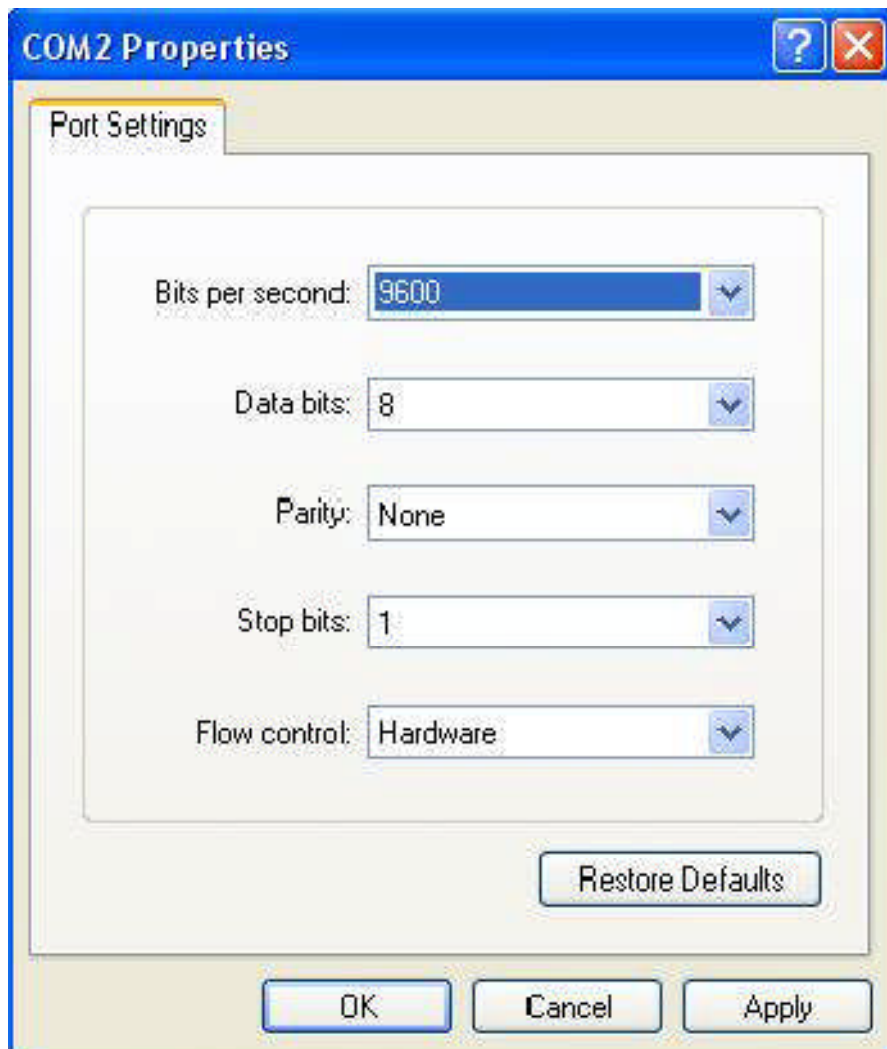 COM2 Properties
Port Settings
Bits per second: 9600
Data bits: 8
Parity: None
Stop bits: 1
Flow control: Hardware
Restore Defaults
OK Cancel Apply